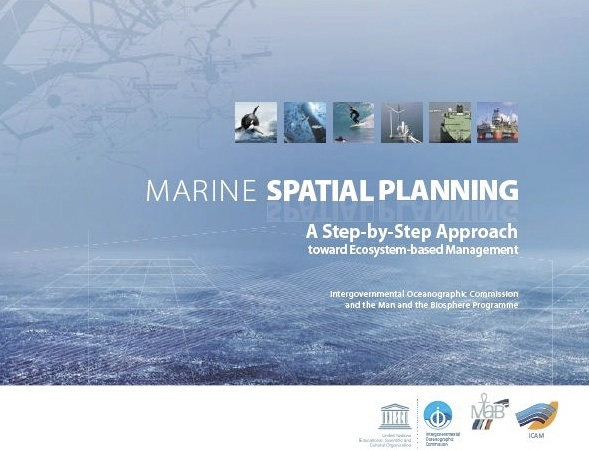 MARINE SPATIAL PLANNING
A Step-by-Step Approach
toward Ecosystem-based Management
Intergovernmental Oceanographic Commission
and the Man and the Biosphere Programme
UNESCO
United Nations
Educational, Scientific and
Cultural Organization
Intergovernmental
Oceanographic
Commission
MaB
ICAM